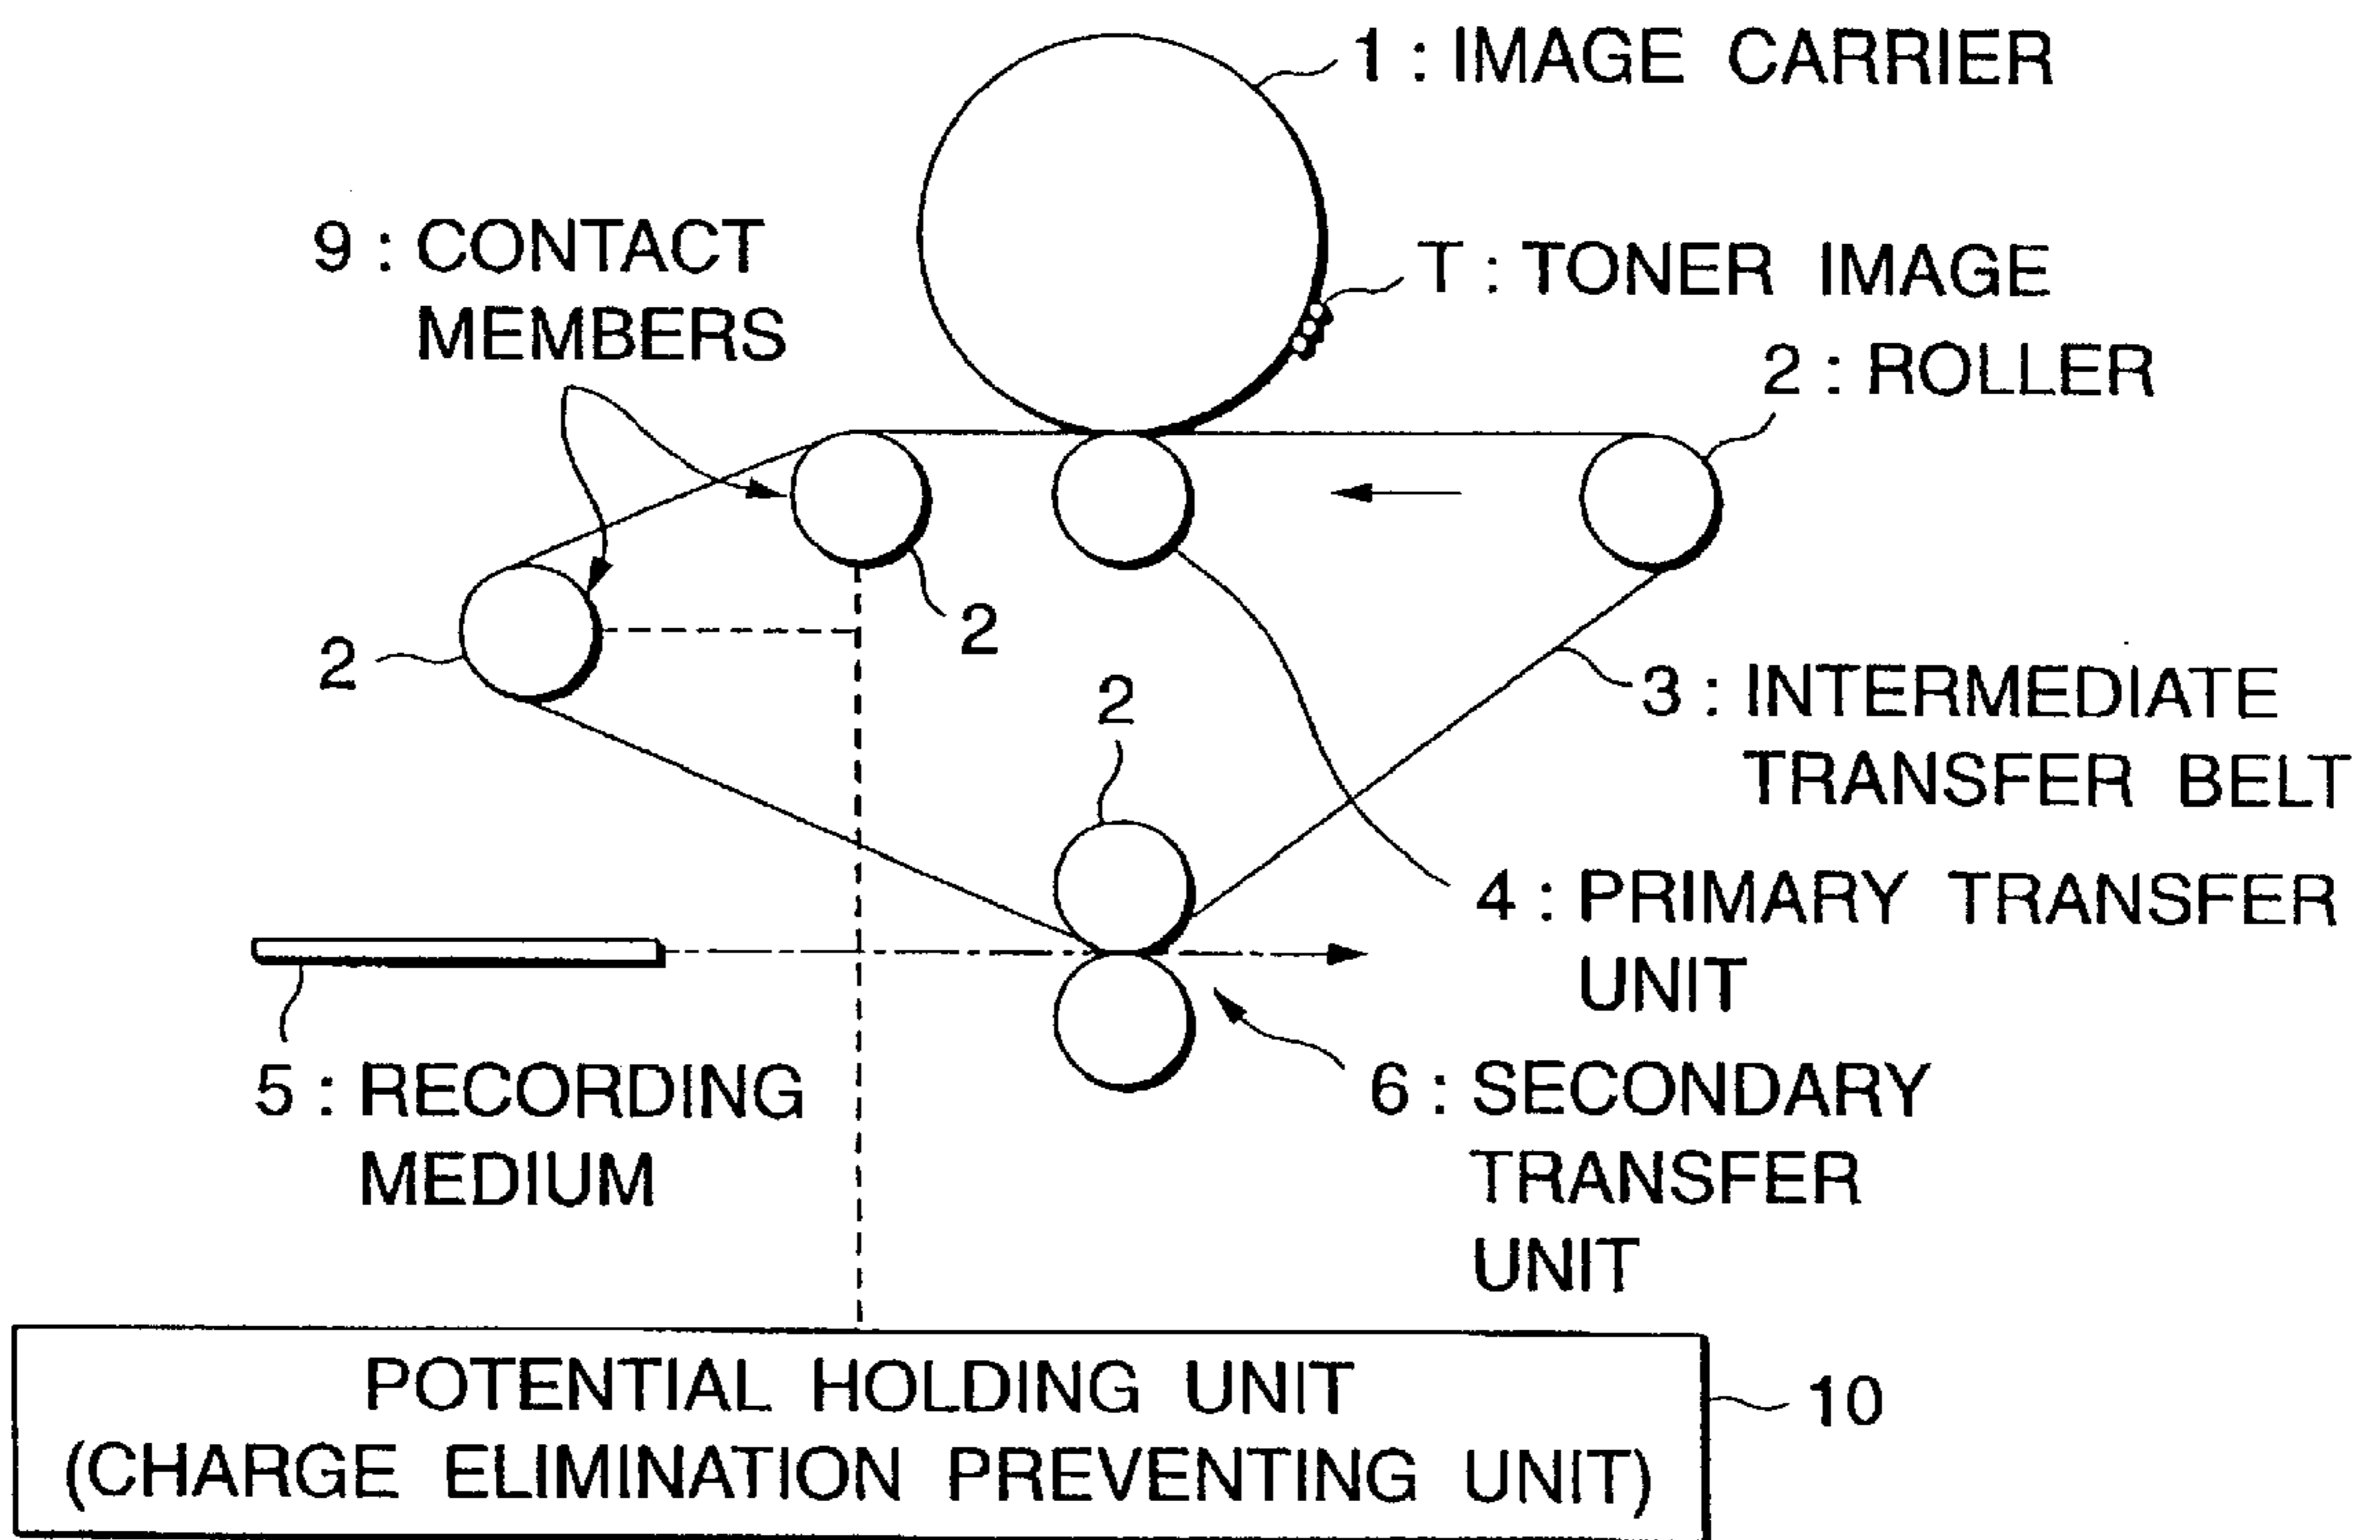 1 : IMAGE CARRIER
9 : CONTACT
MEMBERS
T : TONER IMAGE
2 : ROLLER
2
2
2
3 : INTERMEDIATE
TRANSFER BELT
4 : PRIMARY TRANSFER
UNIT
5 : RECORDING
MEDIUM
6 : SECONDARY
TRANSFER
UNIT
POTENTIAL HOLDING UNIT
(CHARGE ELIMINATION PREVENTING UNIT)
10